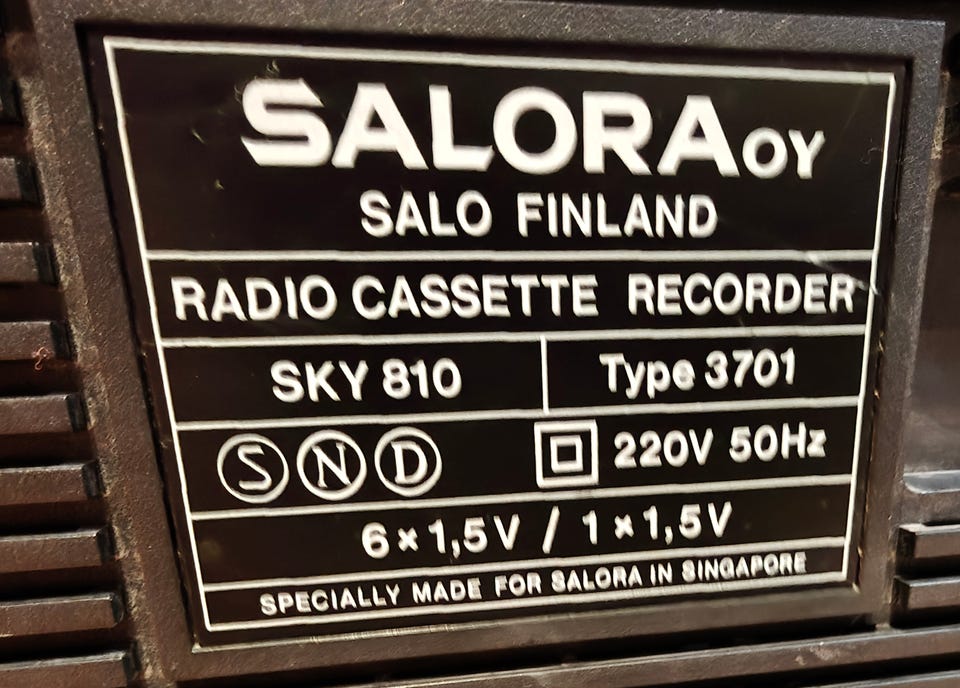 SALORA OY
SALO FINLAND
RADIO CASSETTE RECORDER
SKY 810 Type 3701
S N D 220V 50Hz
6×1,5V / 1×1,5V
SPECIALLY MADE FOR SALORA IN SINGAPORE